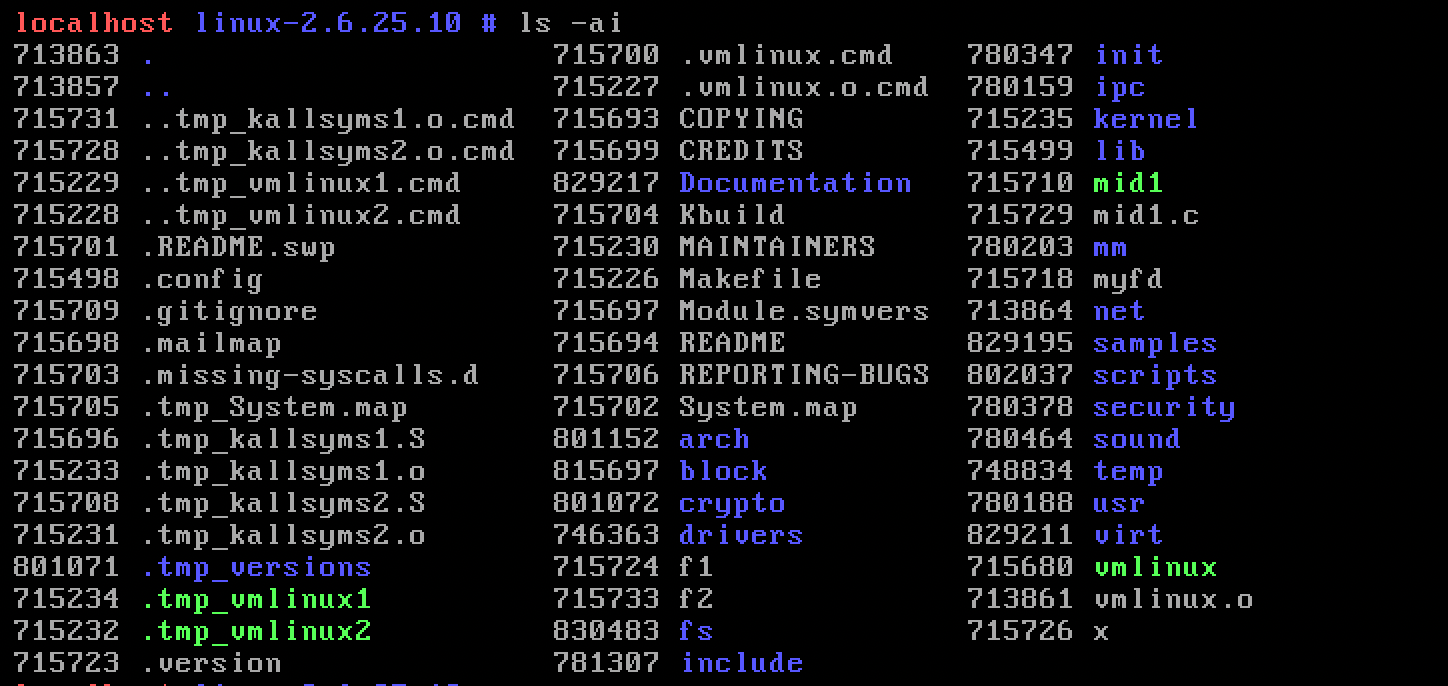 localhost linux-2.6.25.10 # ls -ai
713863 . 715700 .vmlinux.cmd 780347 init
713857 .. 715227 .vmlinux.o.cmd 780159 ipc
715731 ..tmp_kallsyms1.o.cmd 715693 COPYING 715235 kernel
715728 ..tmp_kallsyms2.o.cmd 715699 CREDITS 715499 lib
715229 ..tmp_vmlinux1.cmd 829217 Documentation 715710 mid1
715228 ..tmp_vmlinux2.cmd 715704 Kbuild 715729 mid1.c
715701 .README.swp 715230 MAINTAINERS 780203 mm
715498 .config 715226 Makefile 715718 myfd
715709 .gitignore 715697 Module.symvers 713864 net
715698 .mailmap 715694 README 829195 samples
715703 .missing-syscalls.d 715706 REPORTING-BUGS 802037 scripts
715705 .tmp_System.map 715702 System.map 780378 security
715696 .tmp_kallsyms1.S 801152 arch 780464 sound
715233 .tmp_kallsyms1.o 815697 block 748834 temp
715708 .tmp_kallsyms2.S 801072 crypto 780188 usr
715231 .tmp_kallsyms2.o 746363 drivers 829211 virt
801071 .tmp_versions 715724 f1 715680 vmlinux
715234 .tmp_vmlinux1 715733 f2 713861 vmlinux.o
715232 .tmp_vmlinux2 830483 fs 715726 x
715723 .version 781307 include